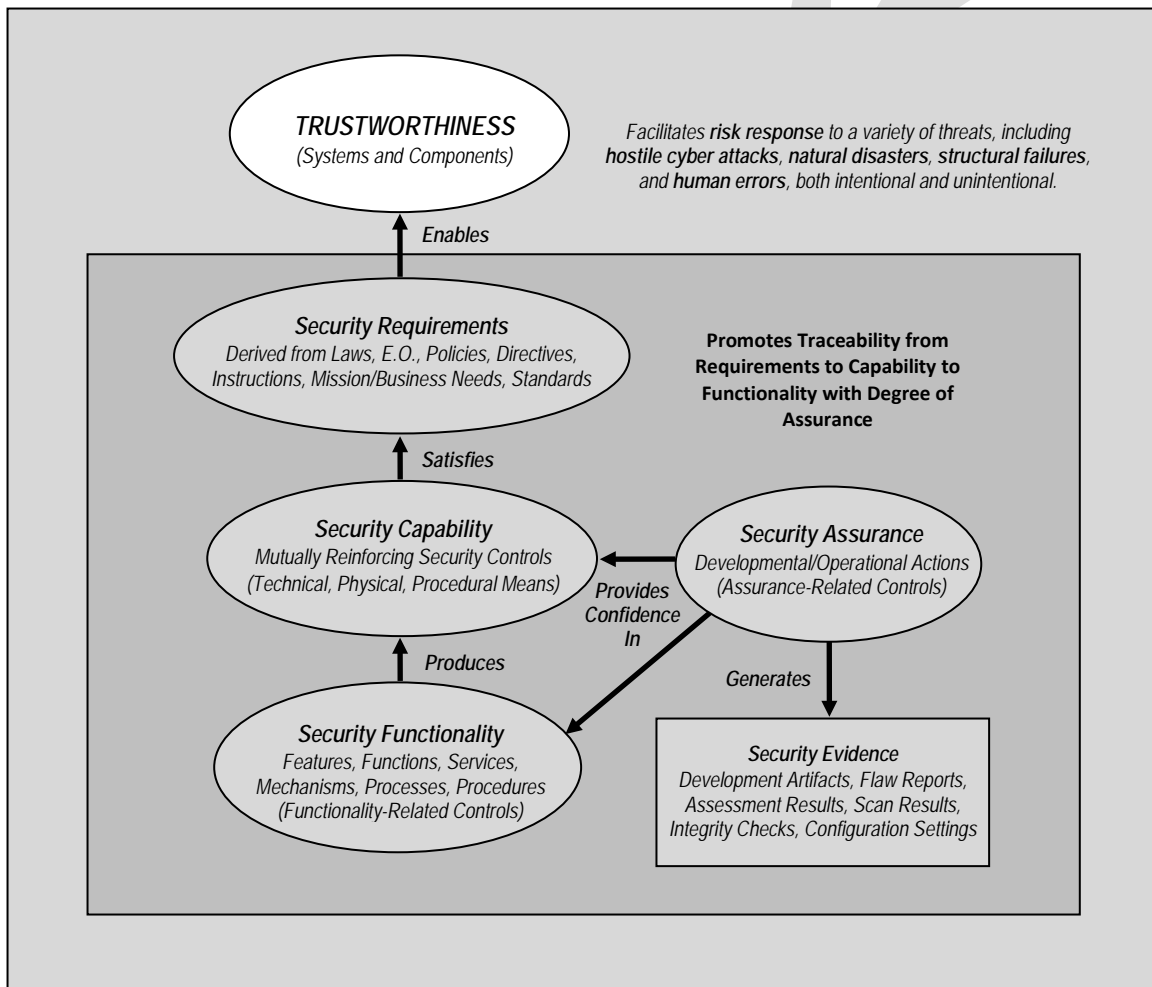 TRUSTWORTHINESS
(Systems and Components)
Facilitates risk response to a variety of threats, including
hostile cyber attacks, natural disasters, structural failures,
and human errors, both intentional and unintentional.
Enables
Security Requirements
Derived from Laws, E.O., Policies, Directives,
Instructions, Mission/Business Needs, Standards
Promotes Traceability from
Requirements to Capability to
Functionality with Degree of
Assurance
Satisfies
Security Capability
Mutually Reinforcing Security Controls
(Technical, Physical, Procedural Means)
Security Assurance
Developmental/Operational Actions
(Assurance-Related Controls)
Provides
Confidence
In
Produces
Generates
Security Functionality
Features, Functions, Services,
Mechanisms, Processes, Procedures
(Functionality-Related Controls)
Security Evidence
Development Artifacts, Flaw Reports,
Assessment Results, Scan Results,
Integrity Checks, Configuration Settings